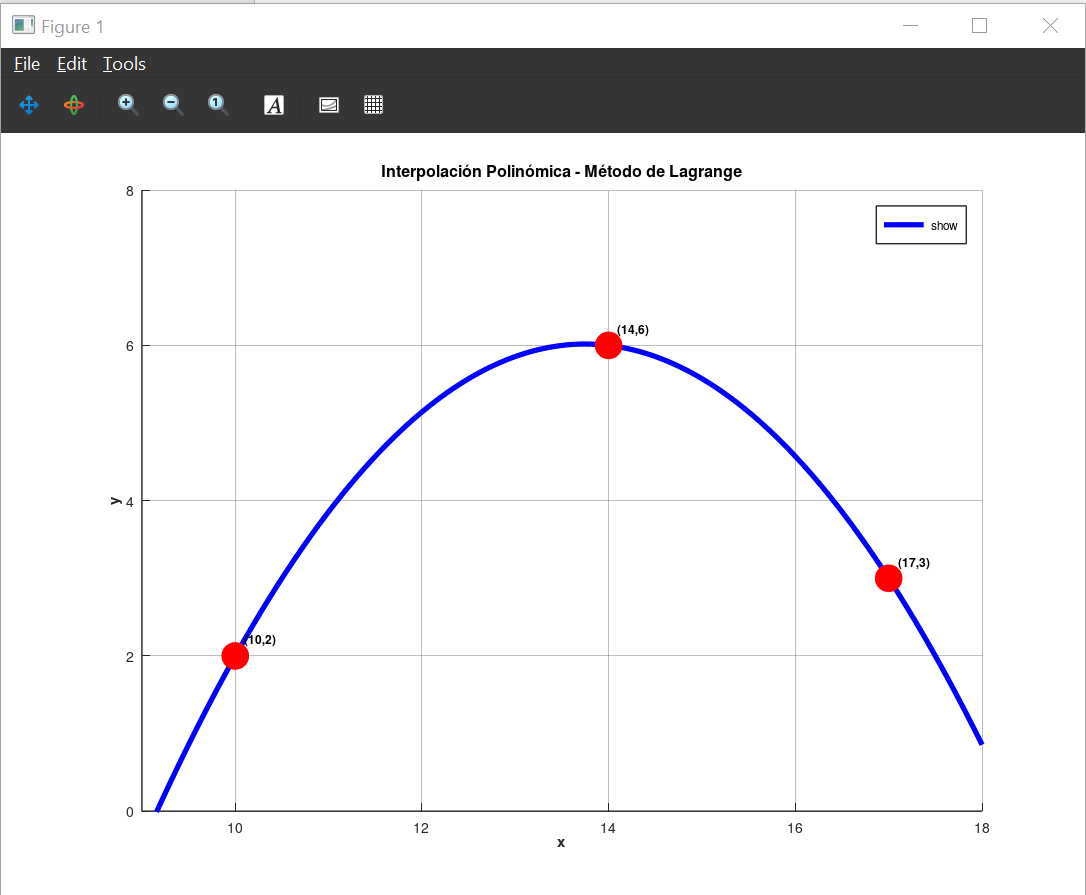 Figure 1
File Edit Tools
Interpolación Polinómica - Método de Lagrange
show
8
6
4
2
0
y
(14,6)
(17,3)
(10,2)
10 12 14 16 18
x